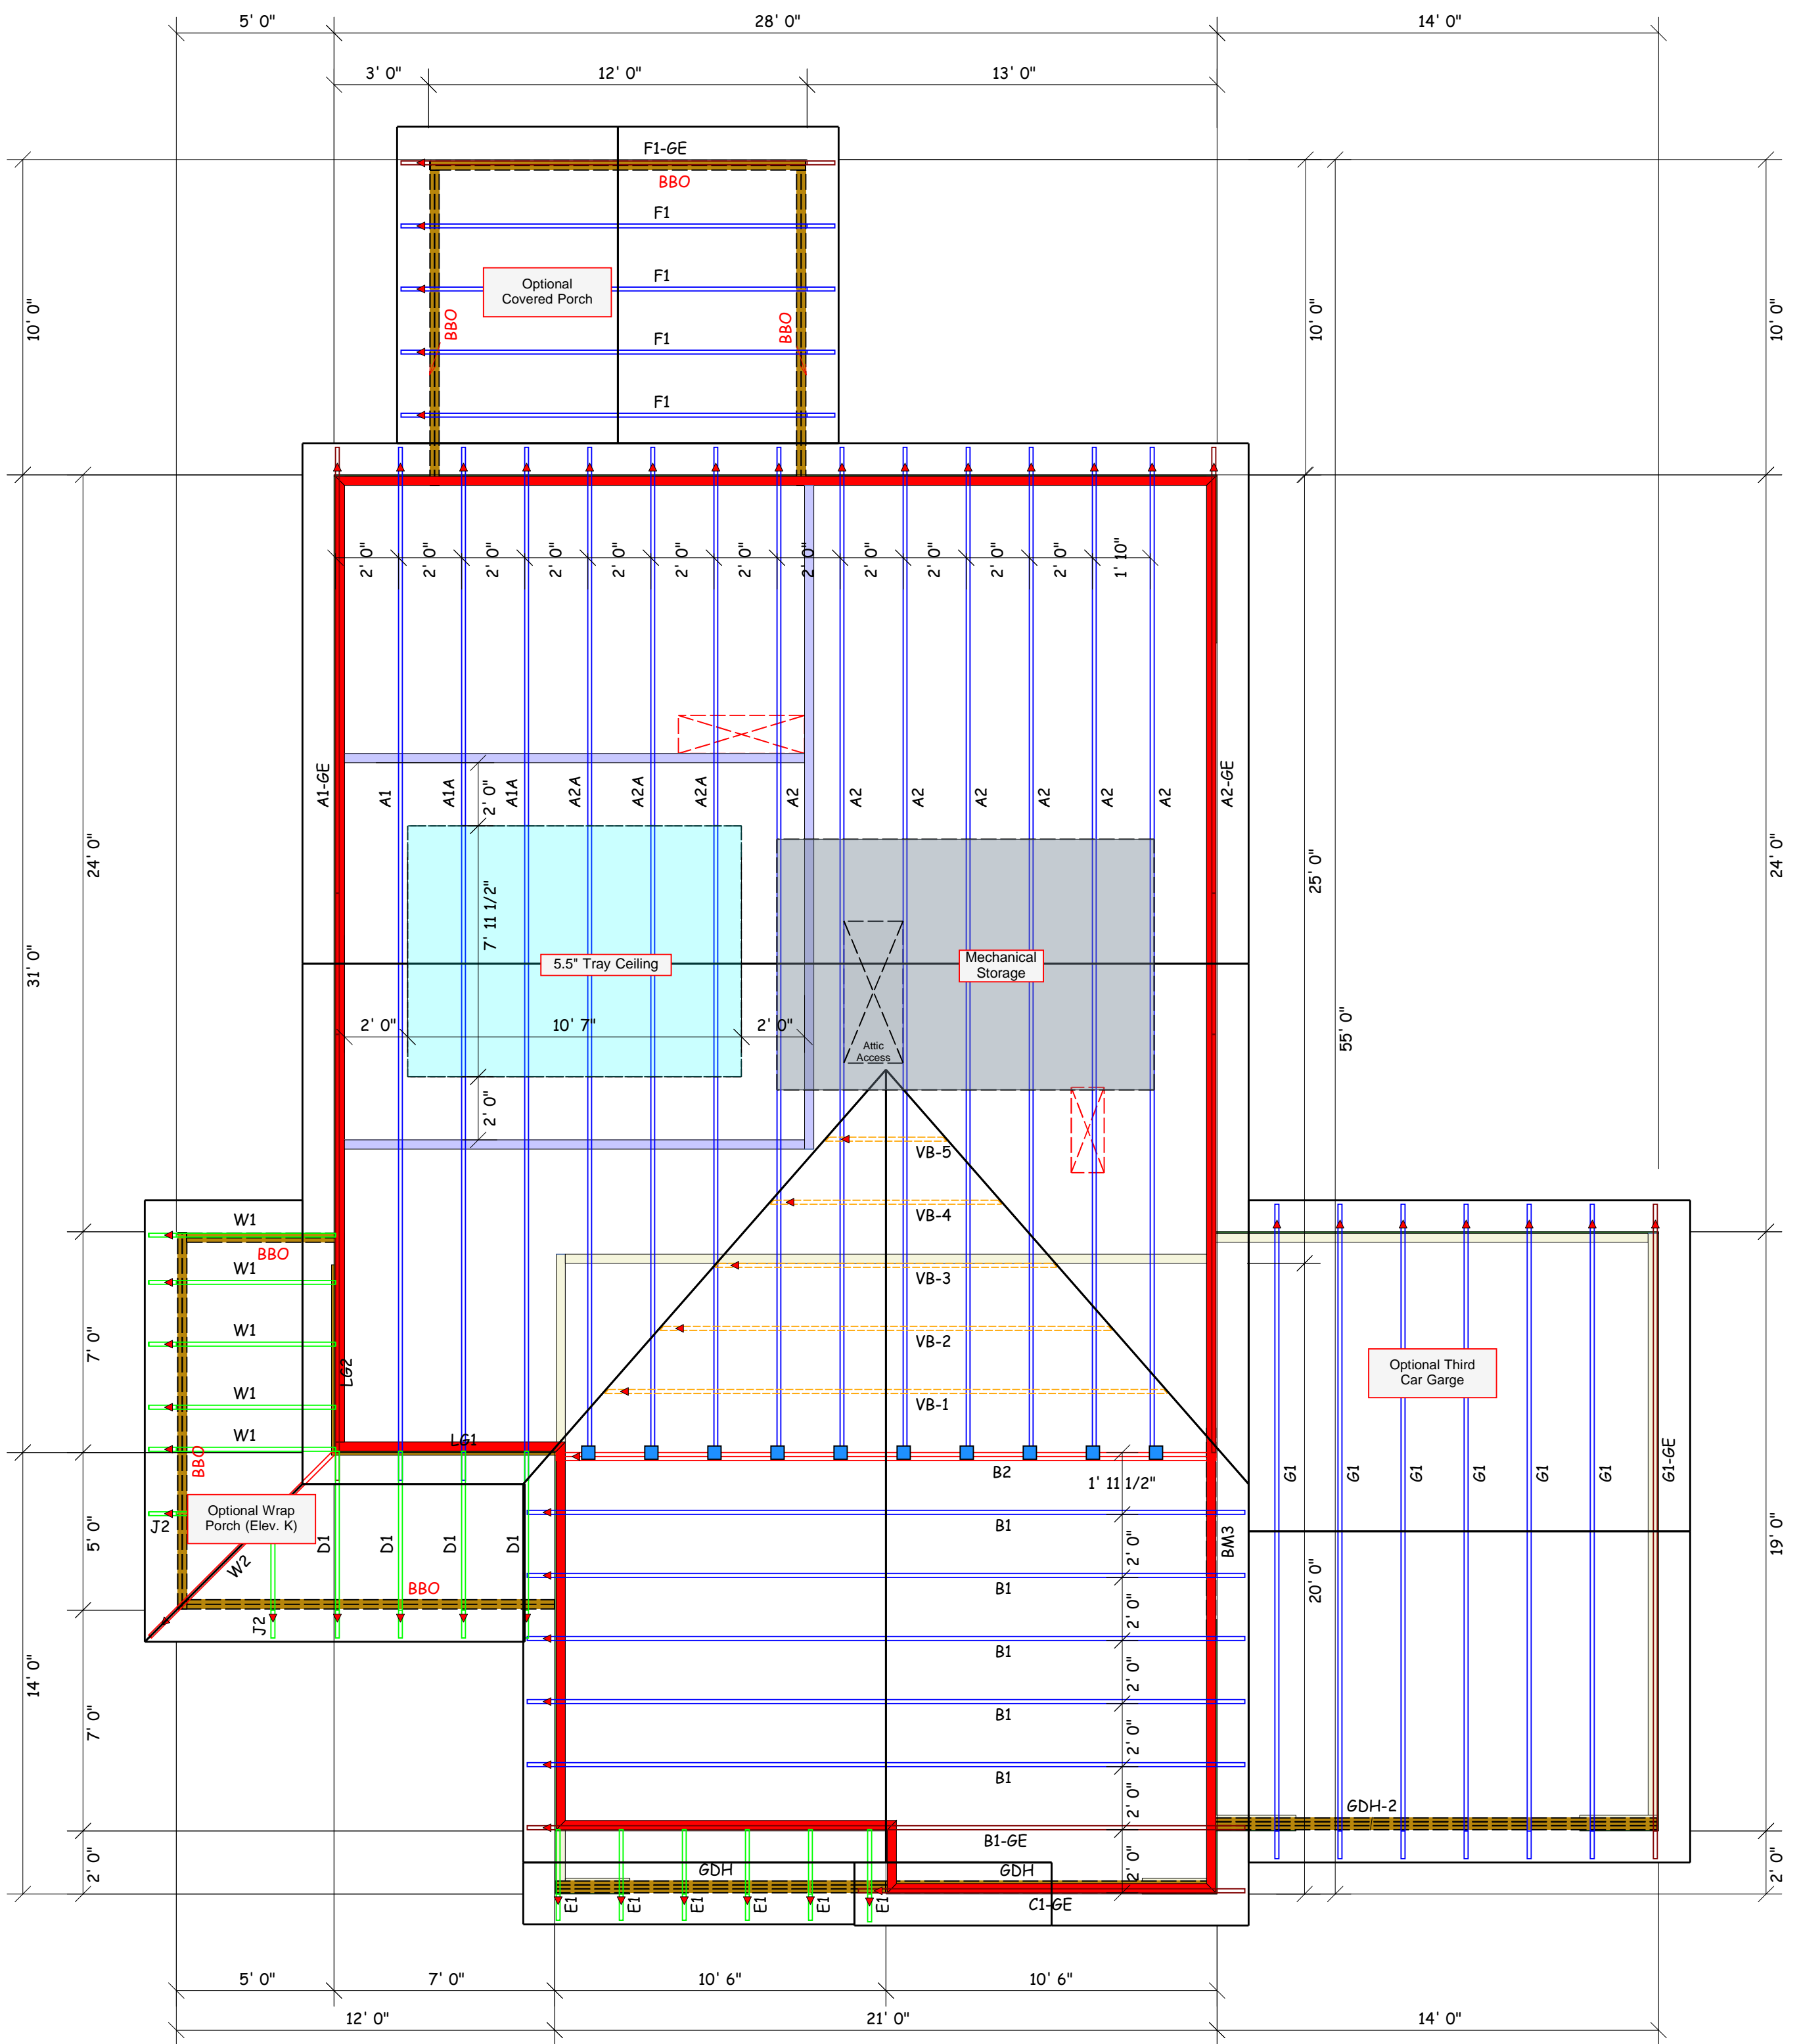 5' 0"
28' 0"
14' 0"
3' 0"
12' 0"
13' 0"
F1-GE
BBO
F1
F1
Optional
Covered Porch
BBO
BBO
F1
F1
10' 0"
10' 0"
10' 0"
2' 0"
2' 0"
2' 0"
2' 0"
2' 0"
2' 0"
2' 0"
2' 0"
2' 0"
2' 0"
2' 0"
2' 0"
1' 10"
A1-GE
A1
A1A
A1A
A2A
A2A
A2A
A2
A2
A2
A2
A2
A2
A2
A2-GE
2' 0"
24' 0"
31' 0"
25' 0"
24' 0"
55' 0"
7' 11 1/2"
5.5" Tray Ceiling
Mechanical
Storage
2' 0"
10' 7"
2' 0"
Attic
Access
2' 0"
VB-5
VB-4
VB-3
VB-2
VB-1
W1
BBO
W1
W1
W1
W1
7' 0"
LG2
LG1
BBO
Optional Third
Car Garge
B2
1' 11 1/2"
G1
G1
G1
G1
G1
G1
G1-GE
Optional Wrap
Porch (Elev. K)
J2
W2
D1
D1
D1
D1
BBO
J2
5' 0"
B1
BM3
2' 0"
B1
20' 0"
19' 0"
2' 0"
B1
14' 0"
7' 0"
2' 0"
B1
2' 0"
B1
2' 0"
GDH-2
B1-GE
2' 0"
2' 0"
2' 0"
GDH
GDH
E1
E1
E1
E1
E1
E1
C1-GE
5' 0"
7' 0"
10' 6"
10' 6"
12' 0"
21' 0"
14' 0"